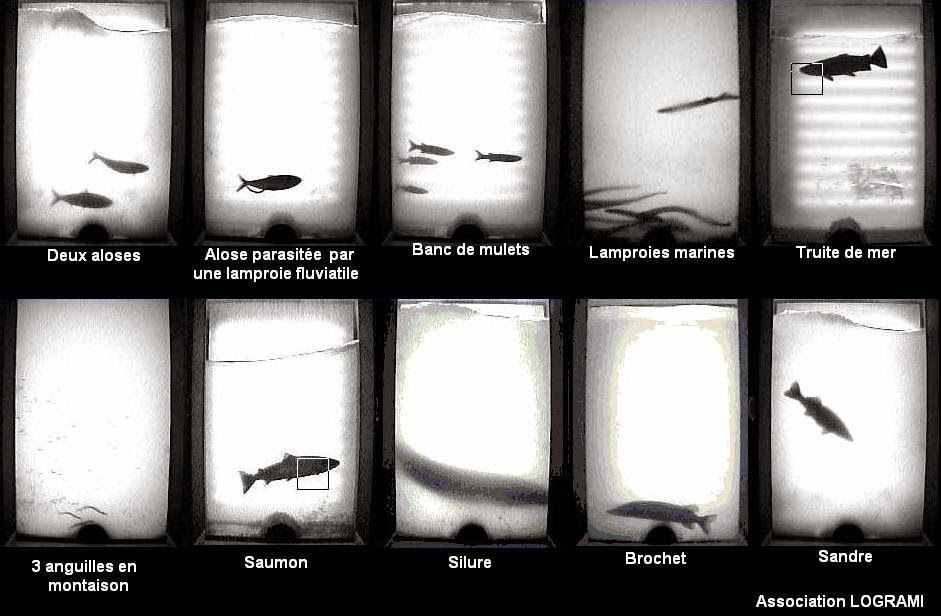 Deux aloses
Alose parasitée par
une lamproie fluviatile
Banc de mulets
Lamproies marines
Truite de mer
3 anguilles en
montaison
Saumon
Silure
Brochet
Sandre
Association LOGRAMI